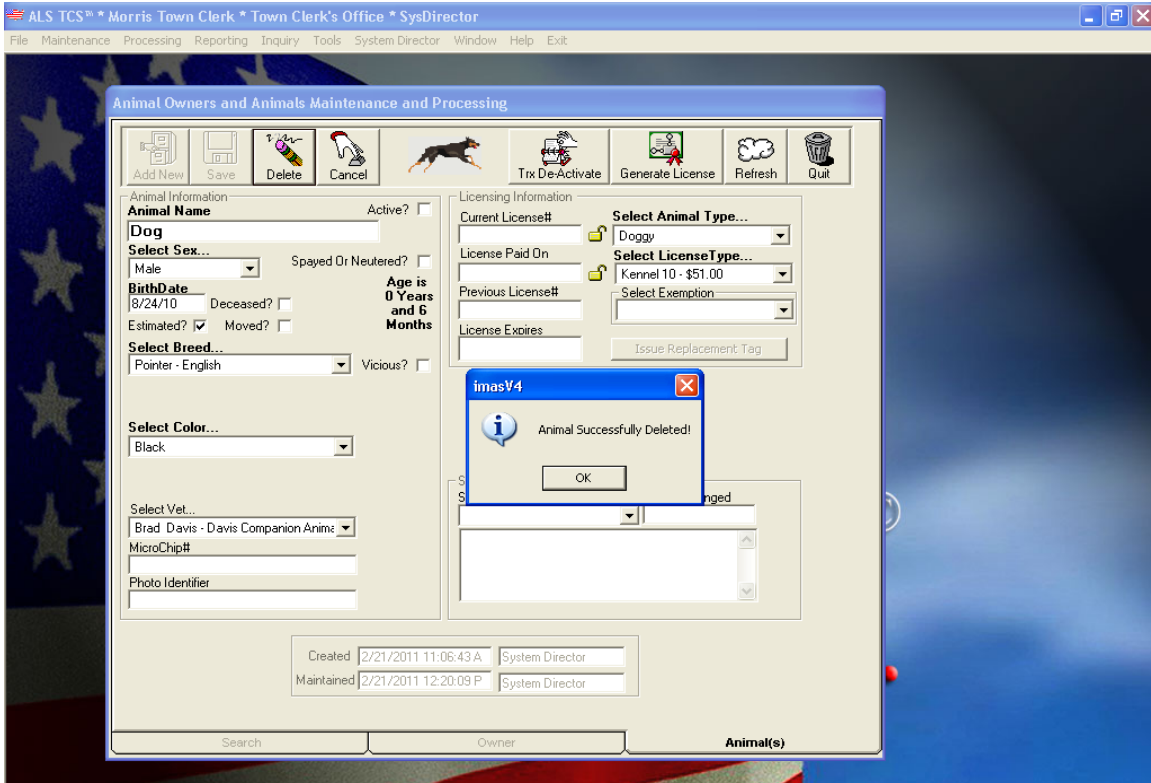 ALS TCS™ * Morris Town Clerk * Town Clerk's Office * SysDirector
File Maintenance Processing Reporting Inquiry Tools System Director Window Help Exit
Animal Owners and Animals Maintenance and Processing
Add New Save Delete Cancel Trx De-Activate Generate License Refresh Quit
Animal Information
Animal Name Active?
Dog
Select Sex...
Male Spayed Or Neutered?
BirthDate
8/24/10 Deceased?
Age is
0 Years
and 6
Months
Estimated? Moved?
Select Breed...
Pointer - English Vicious?
Select Color...
Black
Select Vet...
Brad Davis - Davis Companion Anima
MicroChip#
Photo Identifier
Licensing Information
Current License# Select Animal Type...
Doggy
License Paid On Select LicenseType...
Kennel 10 - $51.00
Previous License# Select Exemption
License Expires
Issue Replacement Tag
imasV4
Animal Successfully Deleted!
OK
S
S nged
Created 2/21/2011 11:06:43 A System Director
Maintained 2/21/2011 12:20:09 P System Director
Search Owner Animal(s)